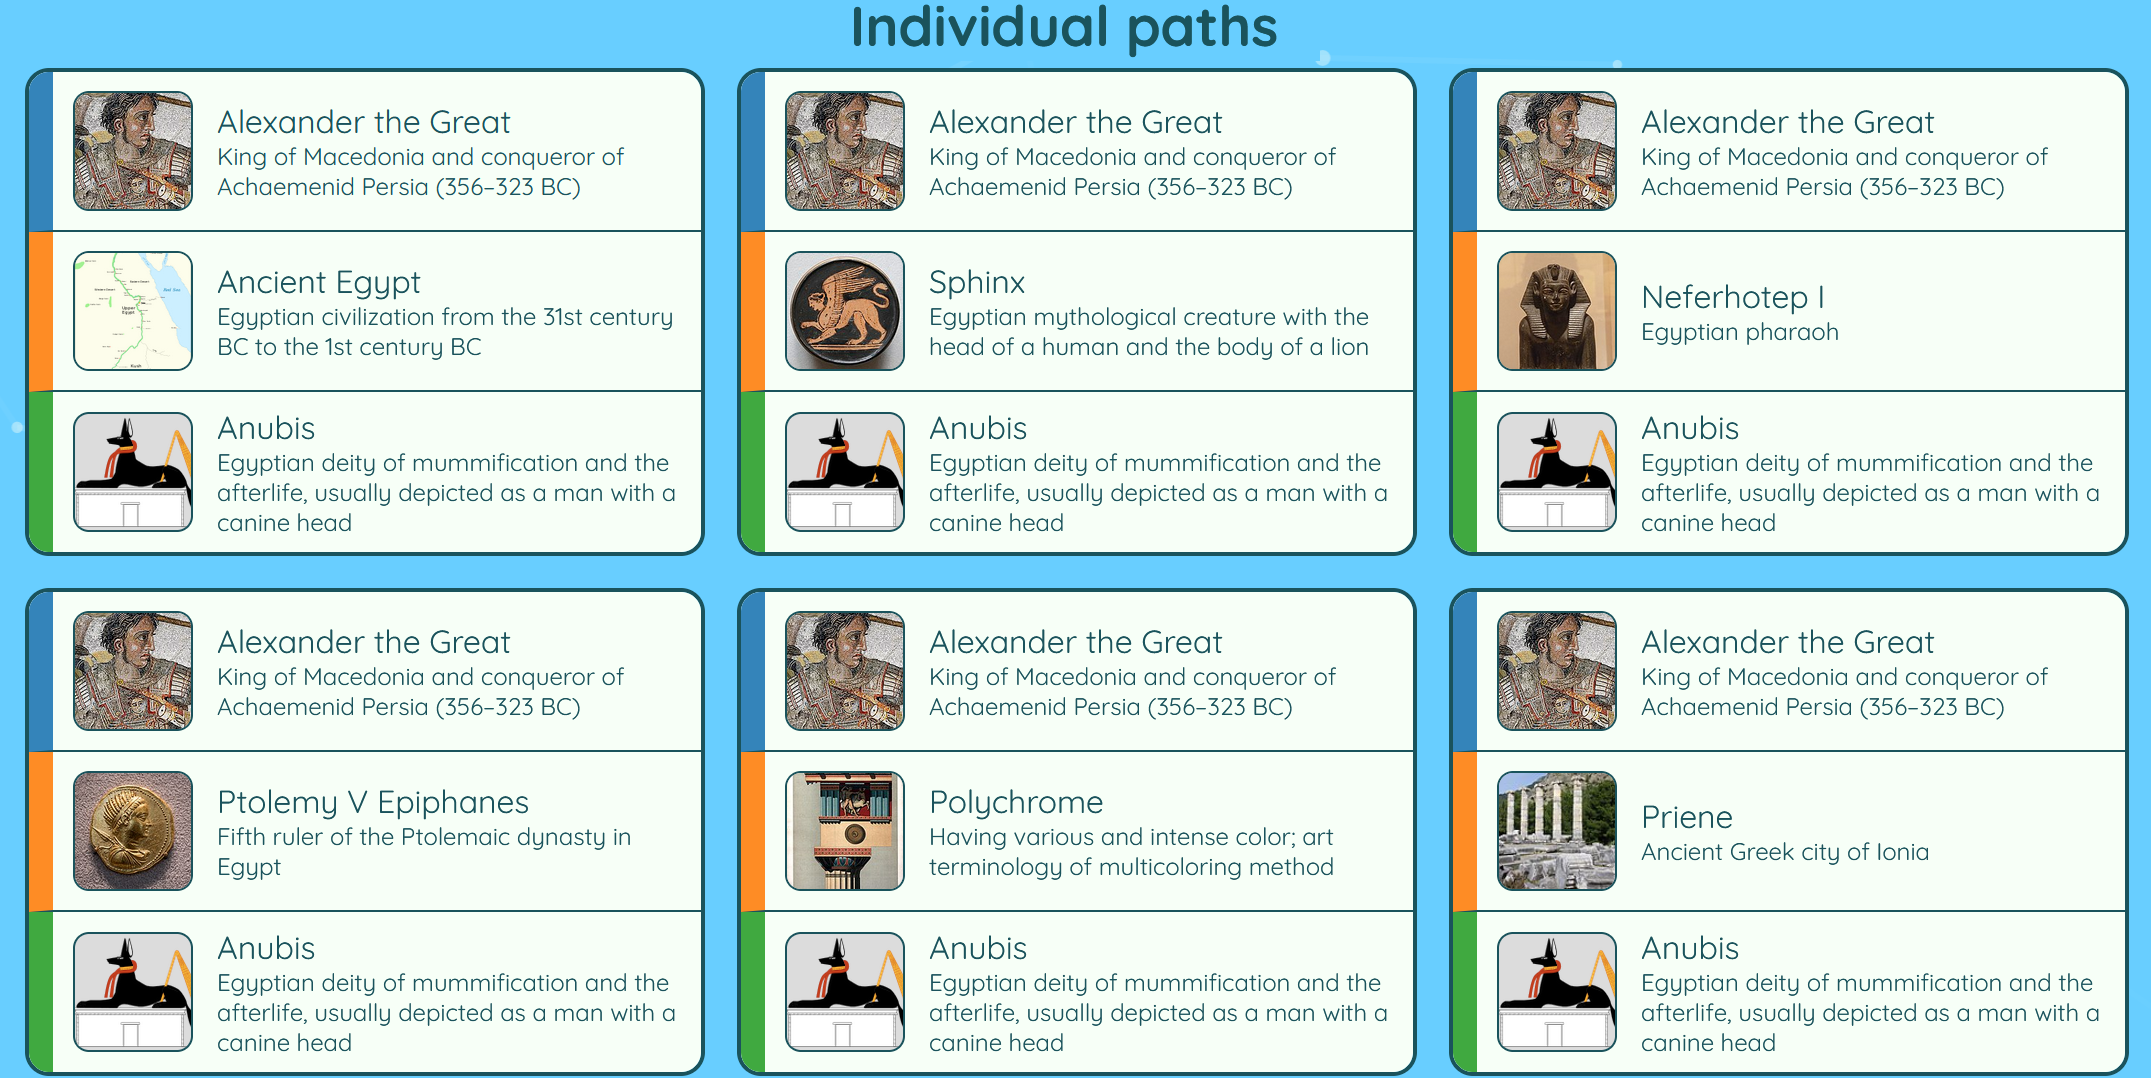 Individual paths
Alexander the Great
King of Macedonia and conqueror of
Achaemenid Persia (356–323 BC)
Ancient Egypt
Egyptian civilization from the 31st century
BC to the 1st century BC
Anubis
Egyptian deity of mummification and the
afterlife, usually depicted as a man with a
canine head
Alexander the Great
King of Macedonia and conqueror of
Achaemenid Persia (356–323 BC)
Sphinx
Egyptian mythological creature with the
head of a human and the body of a lion
Anubis
Egyptian deity of mummification and the
afterlife, usually depicted as a man with a
canine head
Alexander the Great
King of Macedonia and conqueror of
Achaemenid Persia (356–323 BC)
Neferhotep I
Egyptian pharaoh
Anubis
Egyptian deity of mummification and the
afterlife, usually depicted as a man with a
canine head
Alexander the Great
King of Macedonia and conqueror of
Achaemenid Persia (356–323 BC)
Ptolemy V Epiphanes
Fifth ruler of the Ptolemaic dynasty in
Egypt
Anubis
Egyptian deity of mummification and the
afterlife, usually depicted as a man with a
canine head
Alexander the Great
King of Macedonia and conqueror of
Achaemenid Persia (356–323 BC)
Polychrome
Having various and intense color; art
terminology of multicoloring method
Anubis
Egyptian deity of mummification and the
afterlife, usually depicted as a man with a
canine head
Alexander the Great
King of Macedonia and conqueror of
Achaemenid Persia (356–323 BC)
Priene
Ancient Greek city of Ionia
Anubis
Egyptian deity of mummification and the
afterlife, usually depicted as a man with a
canine head